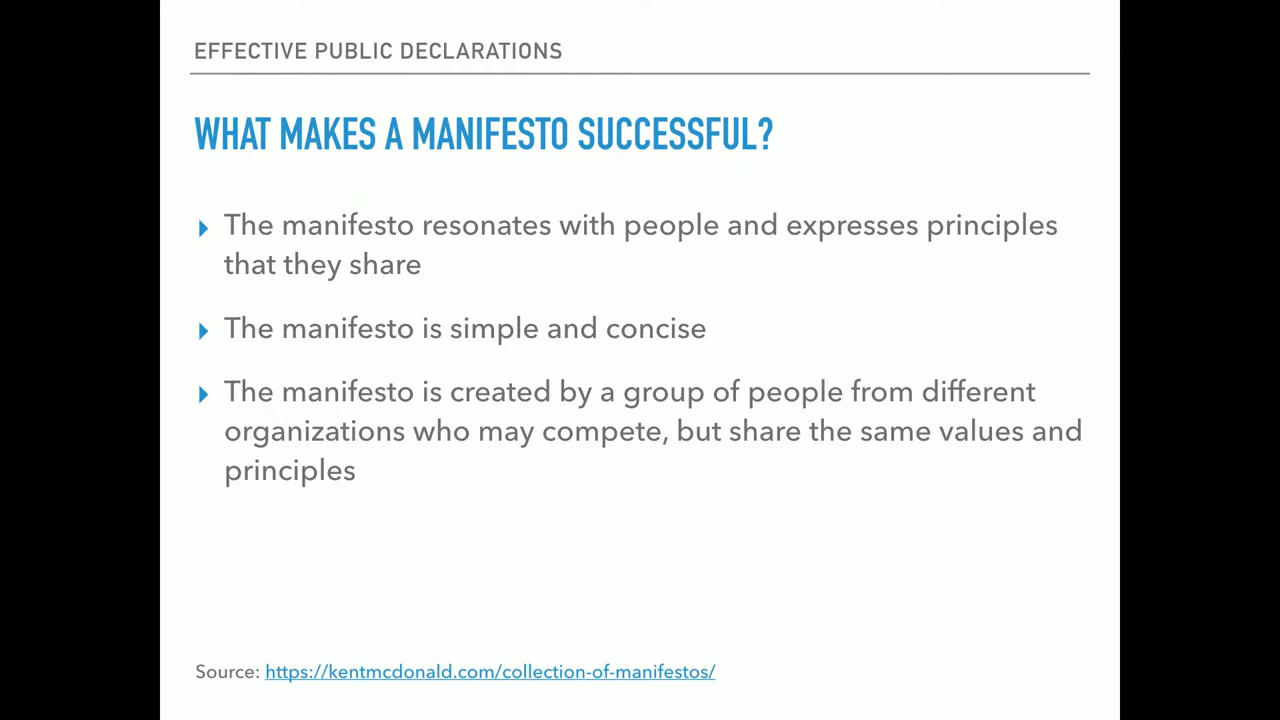 EFFECTIVE PUBLIC DECLARATIONS
WHAT MAKES A MANIFESTO SUCCESSFUL?
The manifesto resonates with people and expresses principles
that they share
The manifesto is simple and concise
The manifesto is created by a group of people from different
organizations who may compete, but share the same values and
principles
Source: https://kentmcdonald.com/collection-of-manifestos/